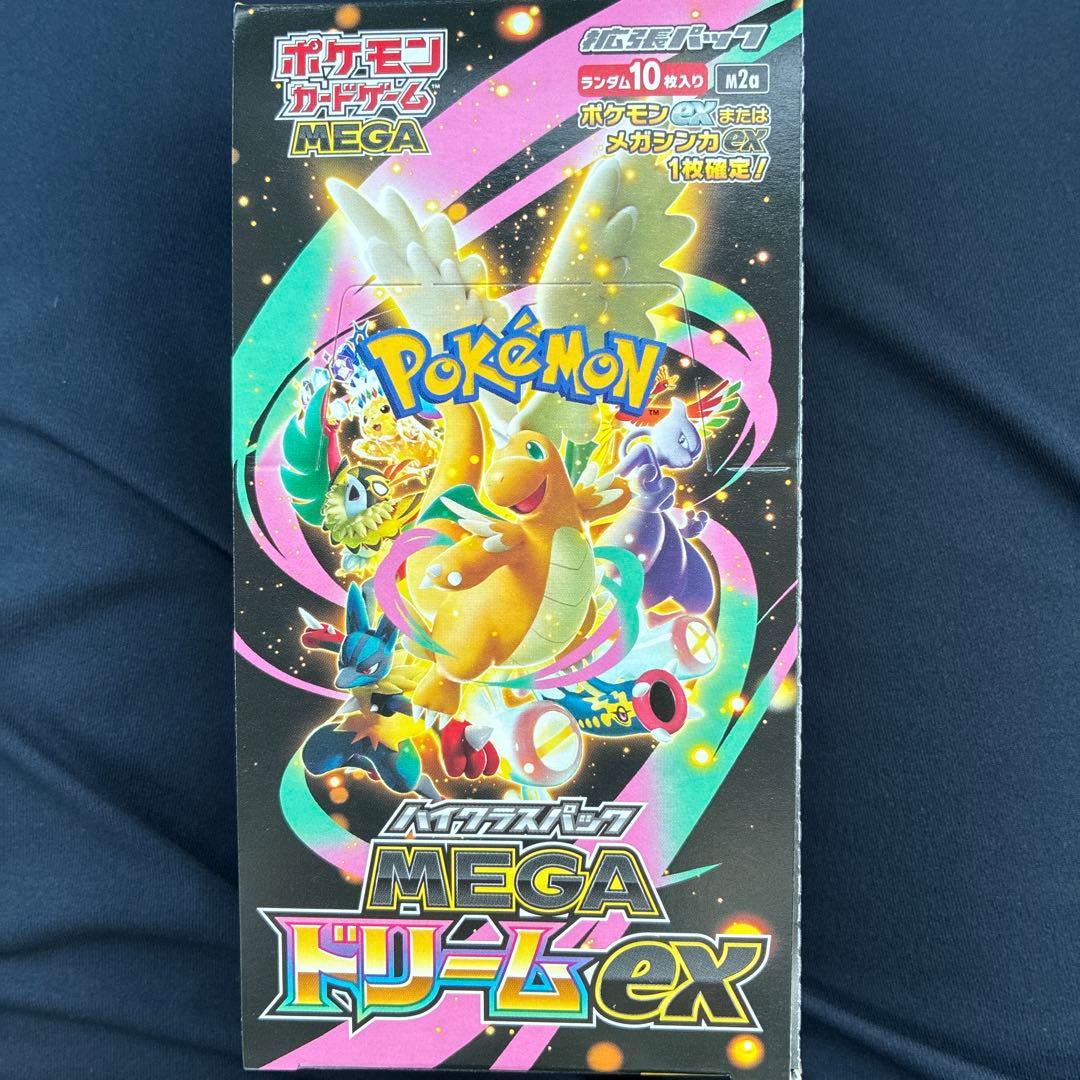 ポケモン
カードゲーム™
MEGA
拡張パック
ランダム10枚入り M2a
ポケモンexまたは
メガシンカex
1枚確定!
POKéMON™
ハイクラスパック
MEGA
ドリームex